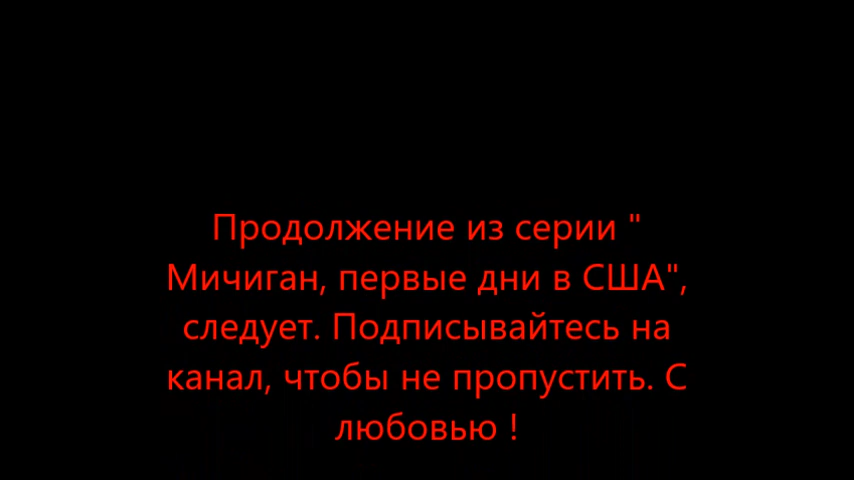 Продолжение из серии "
Мичиган, первые дни в США",
следует. Подписывайтесь на
канал, чтобы не пропустить. С
любовью !